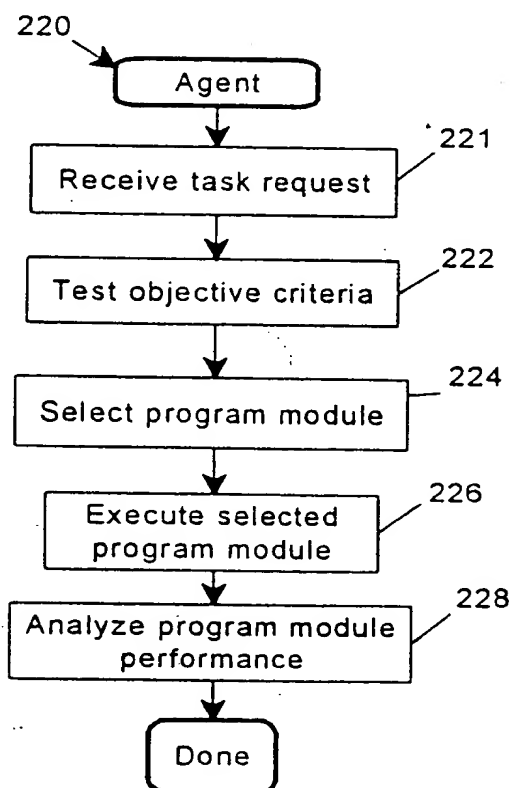 220
Agent
221
Receive task request
222
Test objective criteria
224
Select program module
226
Execute selected
program module
228
Analyze program module
performance
Done